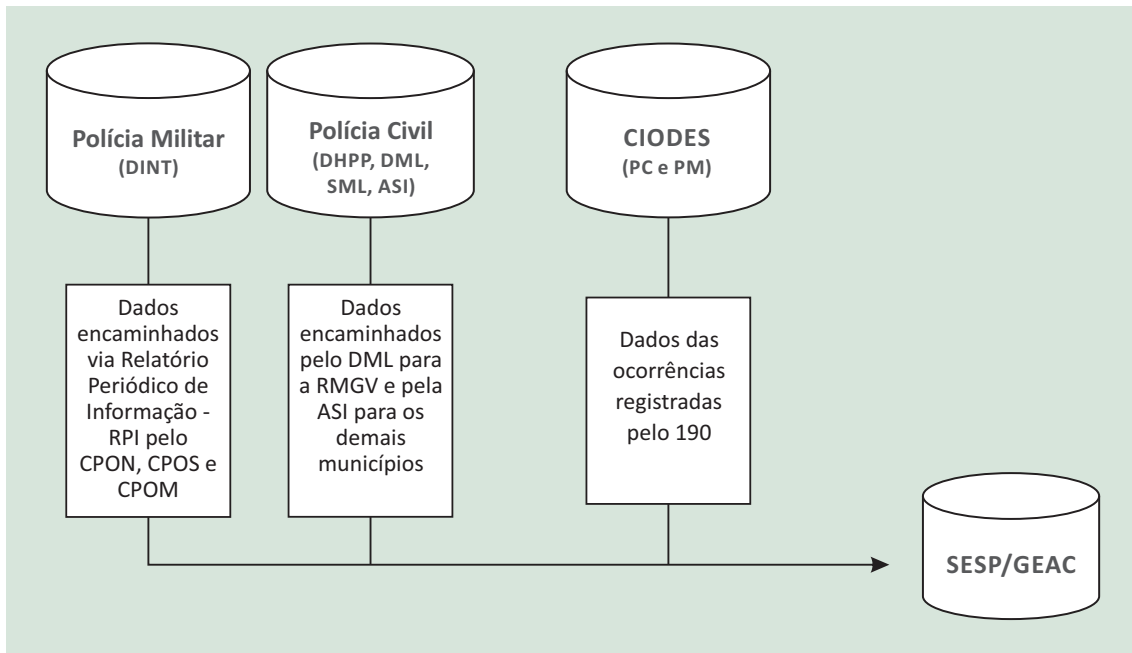 Polícia Militar
(DINT)
Polícia Civil
(DHPP, DML,
SML, ASI)
CIODES
(PC e PM)
Dados
encaminhados
via Relatório
Periódico de
Informação -
RPI pelo
CPON, CPOS e
CPOM
Dados
encaminhados
pelo DML para
a RMGV e pela
ASI para os
demais
municípios
Dados das
ocorrências
registradas
pelo 190
SESP/GEAC